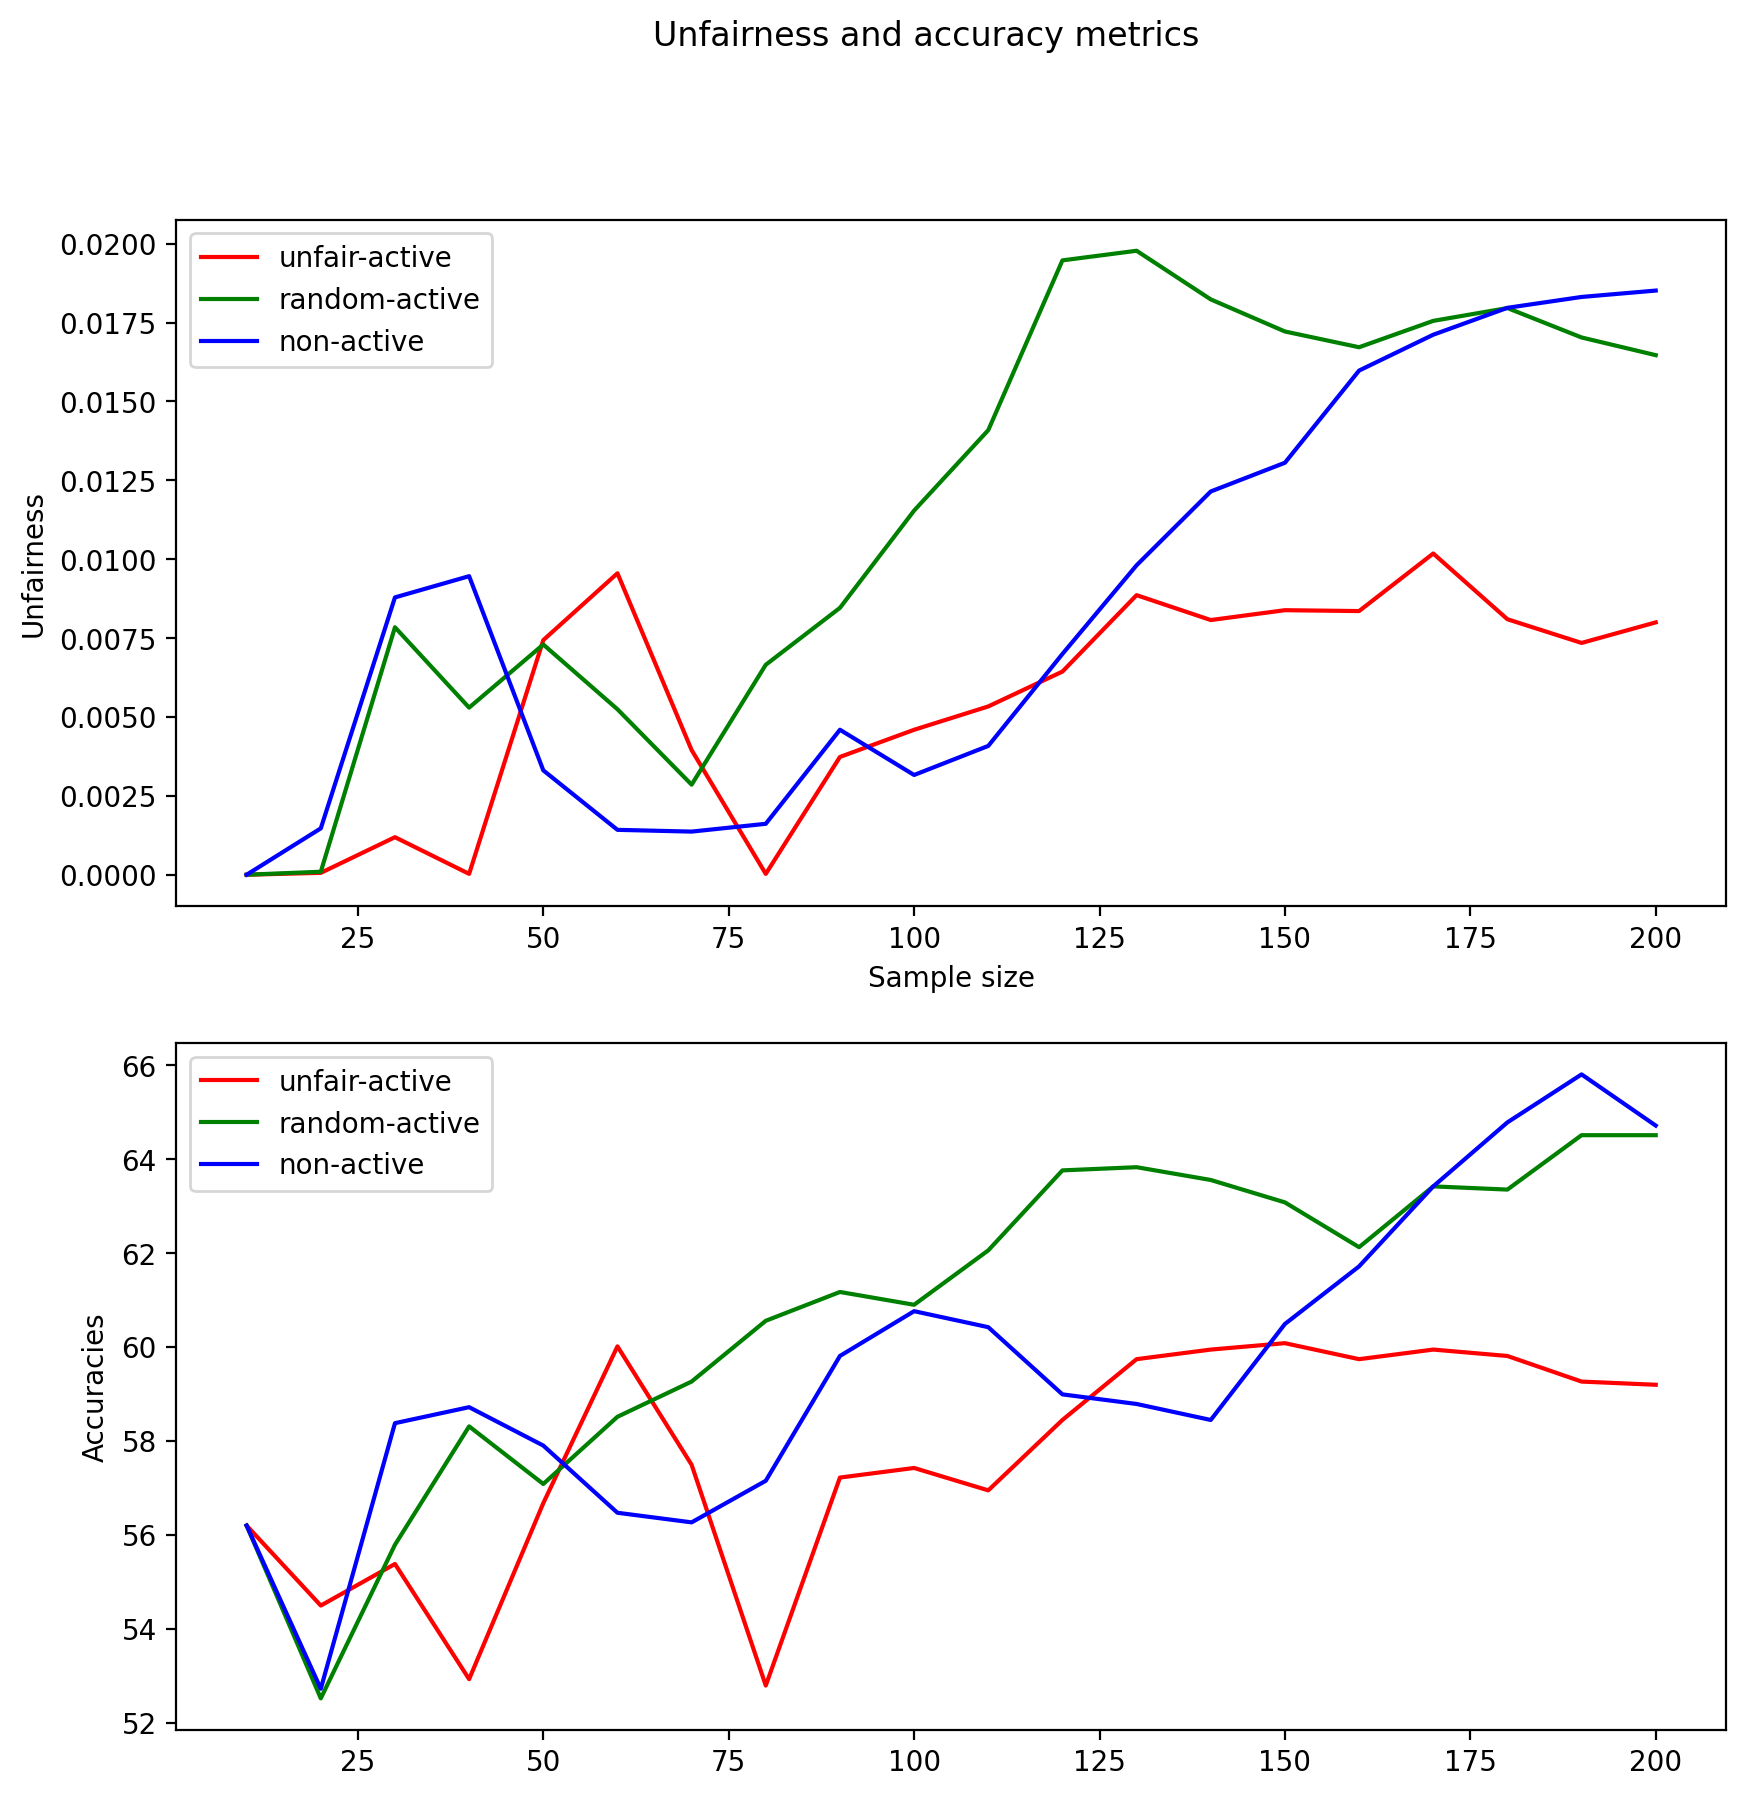 Unfairness and accuracy metrics
unfair-active
random-active
non-active
0.0200
0.0175
0.0150
0.0125
0.0100
0.0075
0.0050
0.0025
0.0000
Unfairness
25 50 75 100 125 150 175 200
Sample size
unfair-active
random-active
non-active
66
64
62
60
58
56
54
52
Accuracies
25 50 75 100 125 150 175 200